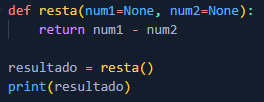 def resta(num1=None, num2=None):
    return num1 - num2

resultado = resta()
print(resultado)